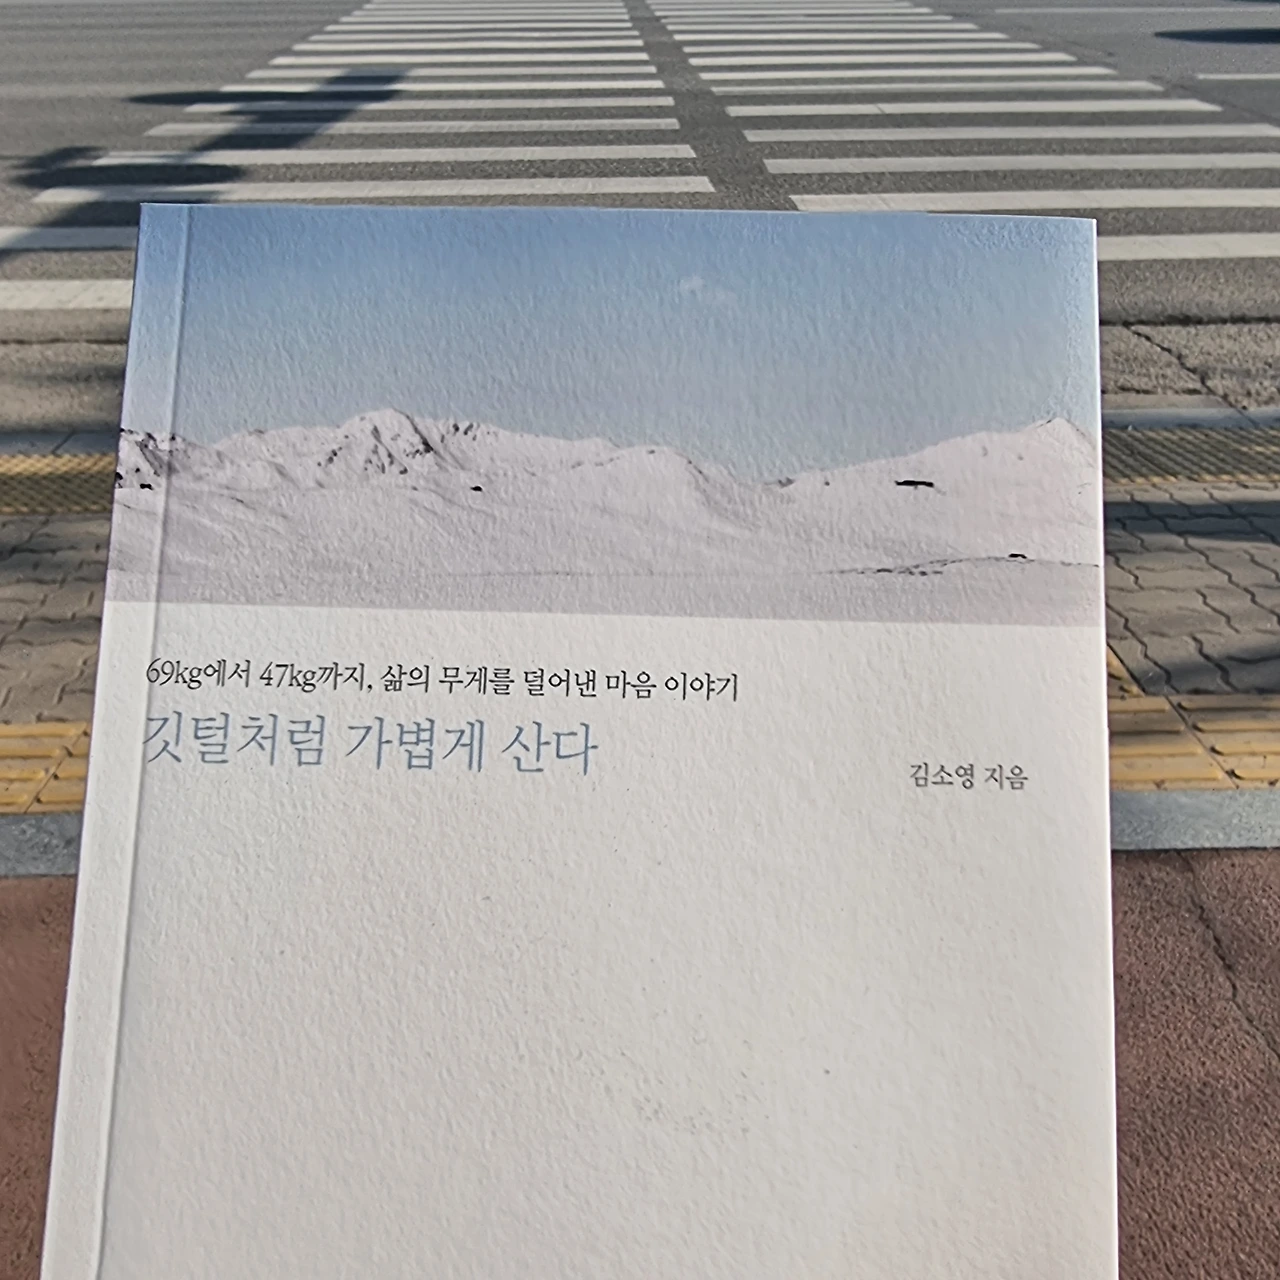 69kg에서 47kg까지, 삶의 무게를 덜어낸 마음 이야기
깃털처럼 가볍게 산다
김소영 지음